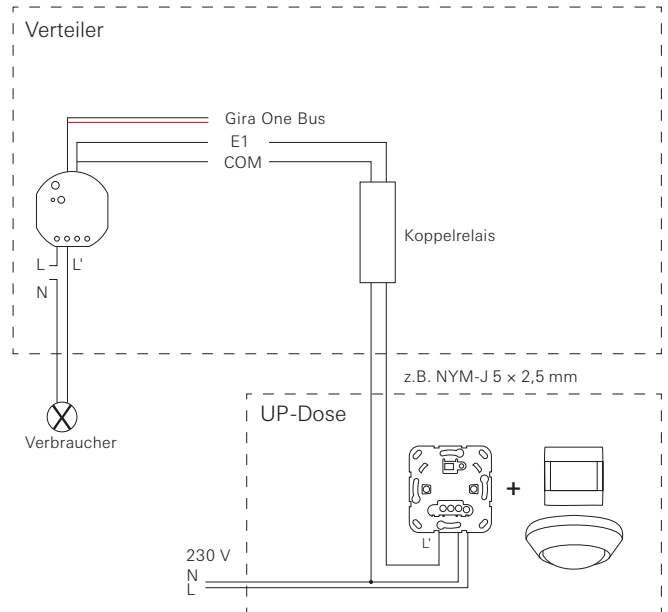 Verteiler
Gira One Bus
E1
COM
Koppelrelais
L L'
N
z.B. NYM-J 5 × 2,5 mm
UP-Dose
Verbraucher
+
L'
230 V
N
L